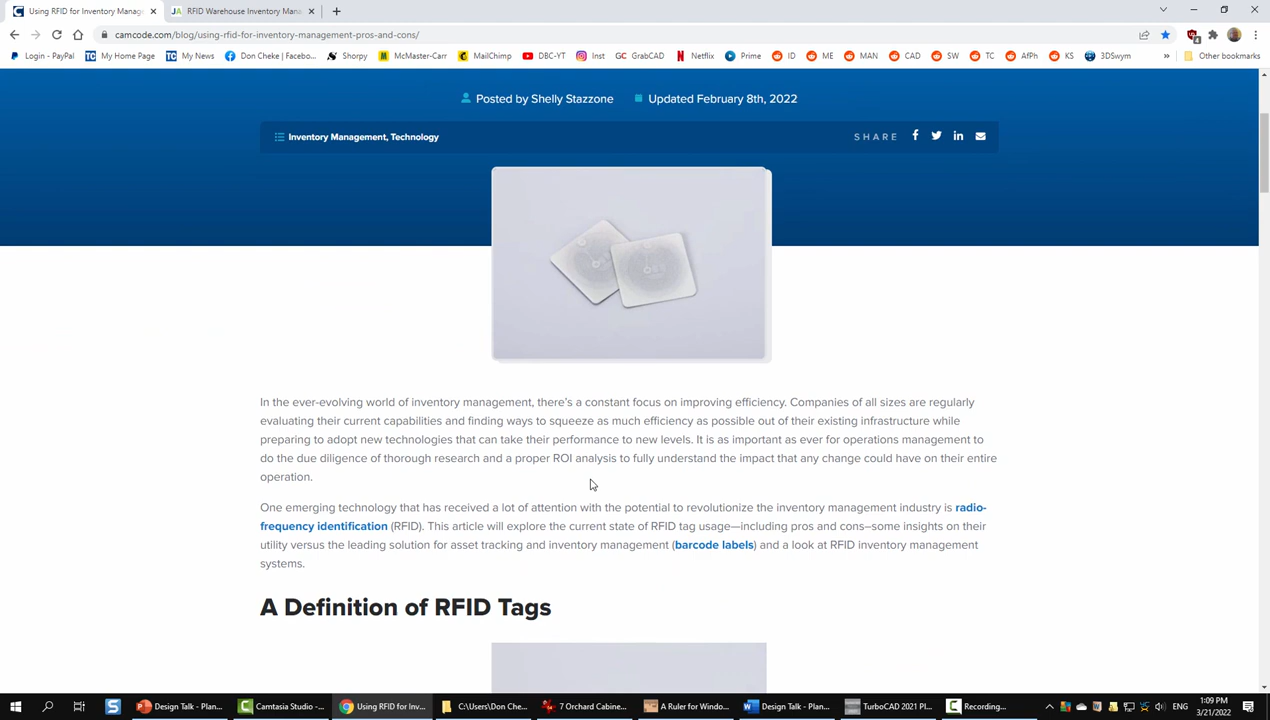 Using RFID for Inventory Manage
RFID Warehouse Inventory Mana
camcode.com/blog/using-rfid-for-inventory-management-pros-and-cons/
Login - PayPal
TC My Home Page
TC My News
Don Cheke | Faceboo...
Shorpy
McMaster-Carr
MailChimp
DBC-YT
Inst
GC GrabCAD
Netflix
Prime
ID
ME
MAN
CAD
SW
TC
AfPh
KS
3DSwym
»
Other bookmarks
Posted by Shelly Stazzone Updated February 8th, 2022
Inventory Management, Technology
SHARE
In the ever-evolving world of inventory management, there's a constant focus on improving efficiency. Companies of all sizes are regularly
evaluating their current capabilities and finding ways to squeeze as much efficiency as possible out of their existing infrastructure while
preparing to adopt new technologies that can take their performance to new levels. It is as important as ever for operations management to
do the due diligence of thorough research and a proper ROI analysis to fully understand the impact that any change could have on their entire
operation.
One emerging technology that has received a lot of attention with the potential to revolutionize the inventory management industry is radio-
frequency identification (RFID). This article will explore the current state of RFID tag usage—including pros and cons–some insights on their
utility versus the leading solution for asset tracking and inventory management (barcode labels) and a look at RFID inventory management
systems.
A Definition of RFID Tags
Design Talk - Plan...
Camtasia Studio -...
Using RFID for Inv...
C:\Users\Don Che...
7 Orchard Cabine...
A Ruler for Windo...
Design Talk - Plan...
TurboCAD 2021 Pl...
Recording...
ENG
1:09 PM
3/21/2022